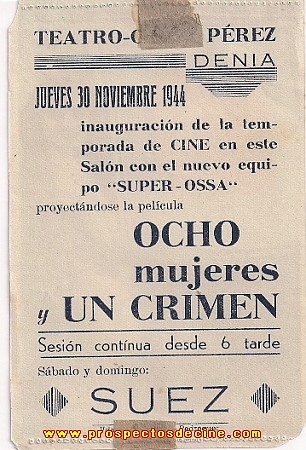 TEATRO-C PÉREZ
DENIA
JUEVES 30 NOVIEMBRE 1944
inauguración de la tem-
porada de CINE en este
Salón con el nuevo equi-
po "SUPER-OSSA"
proyectándose la película
OCHO
mujeres
y UN CRIMEN
Sesión contínua desde 6 tarde
Sábado y domingo:
SUEZ
www.prospectosdecine.com